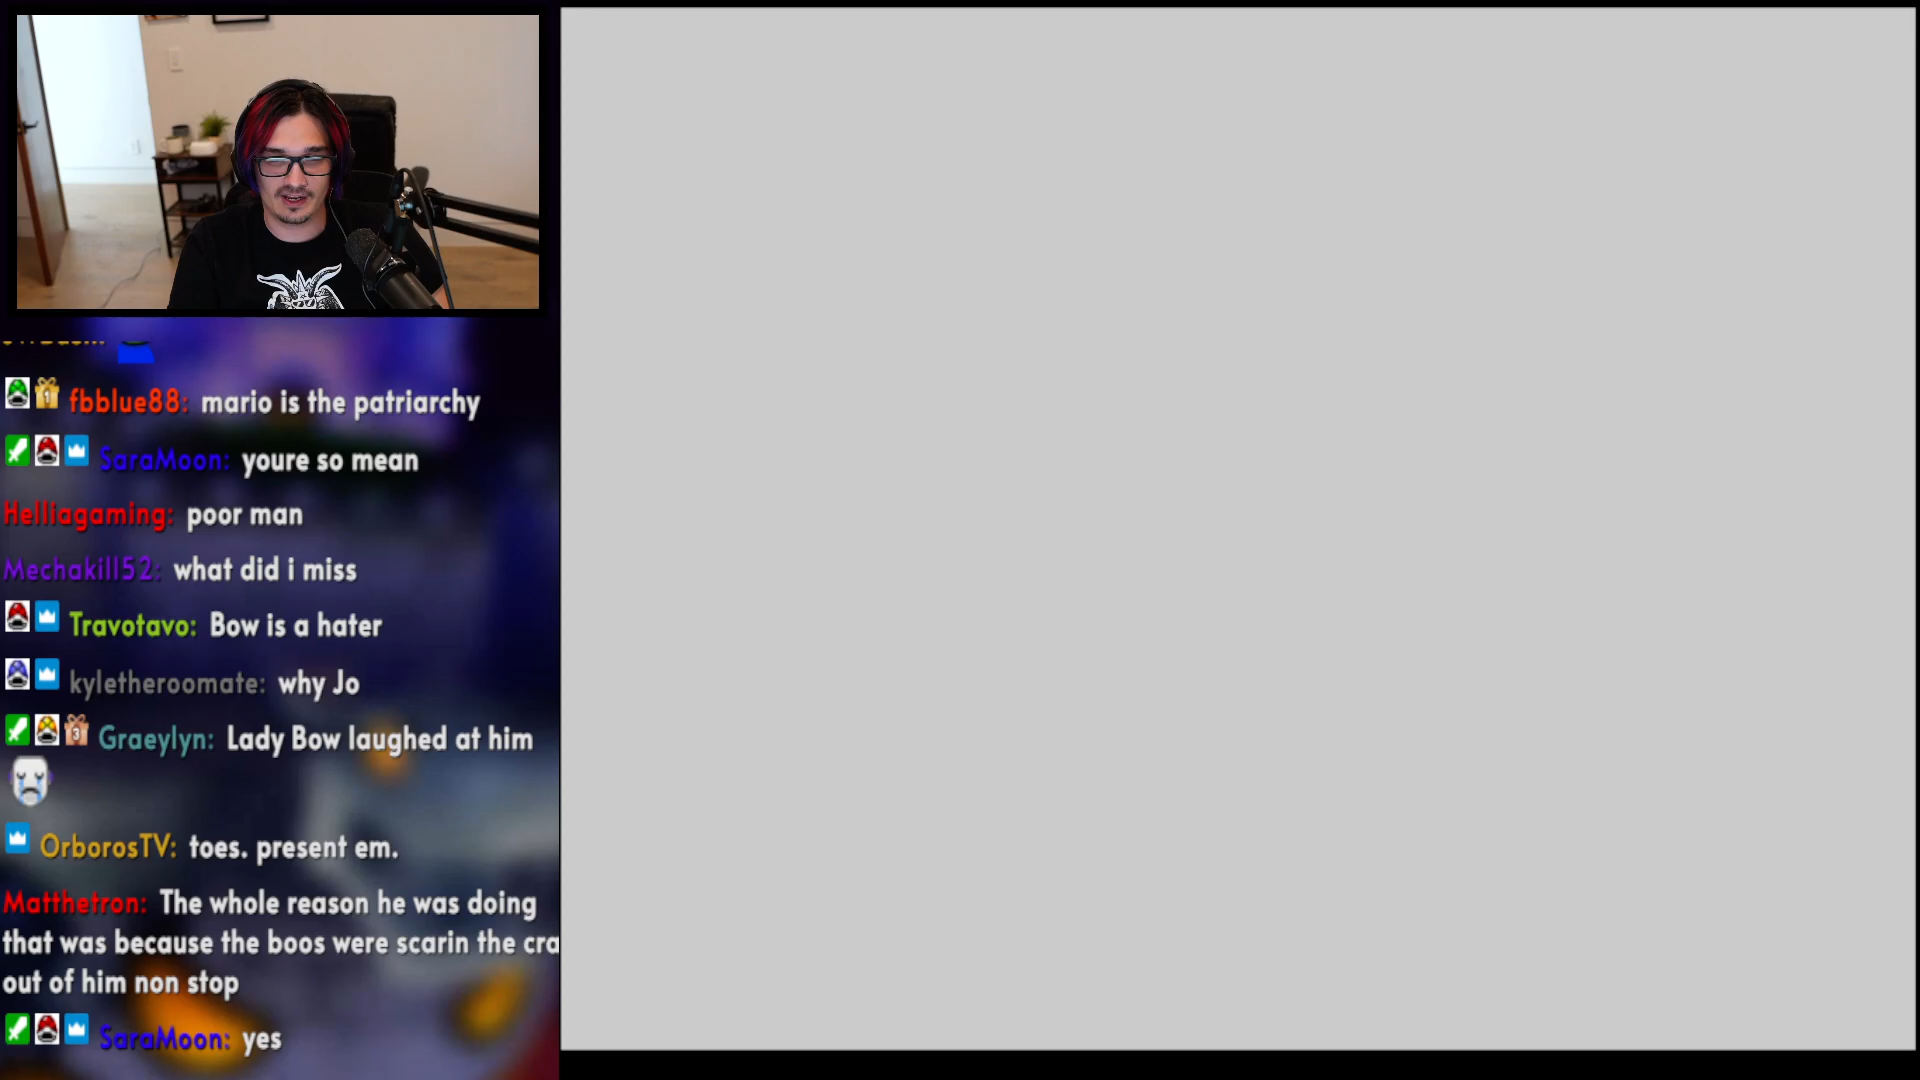 fbblue88: mario is the patriarchy
SaraMoon: youre so mean
Helliagaming: poor man
Mechakill52: what did i miss
Travotavo: Bow is a hater
kyletheroomate: why Jo
Graeylyn: Lady Bow laughed at him
OrborosTV: toes. present em.
Matthetron: The whole reason he was doing
that was because the boos were scarin the cra
out of him non stop
SaraMoon: yes